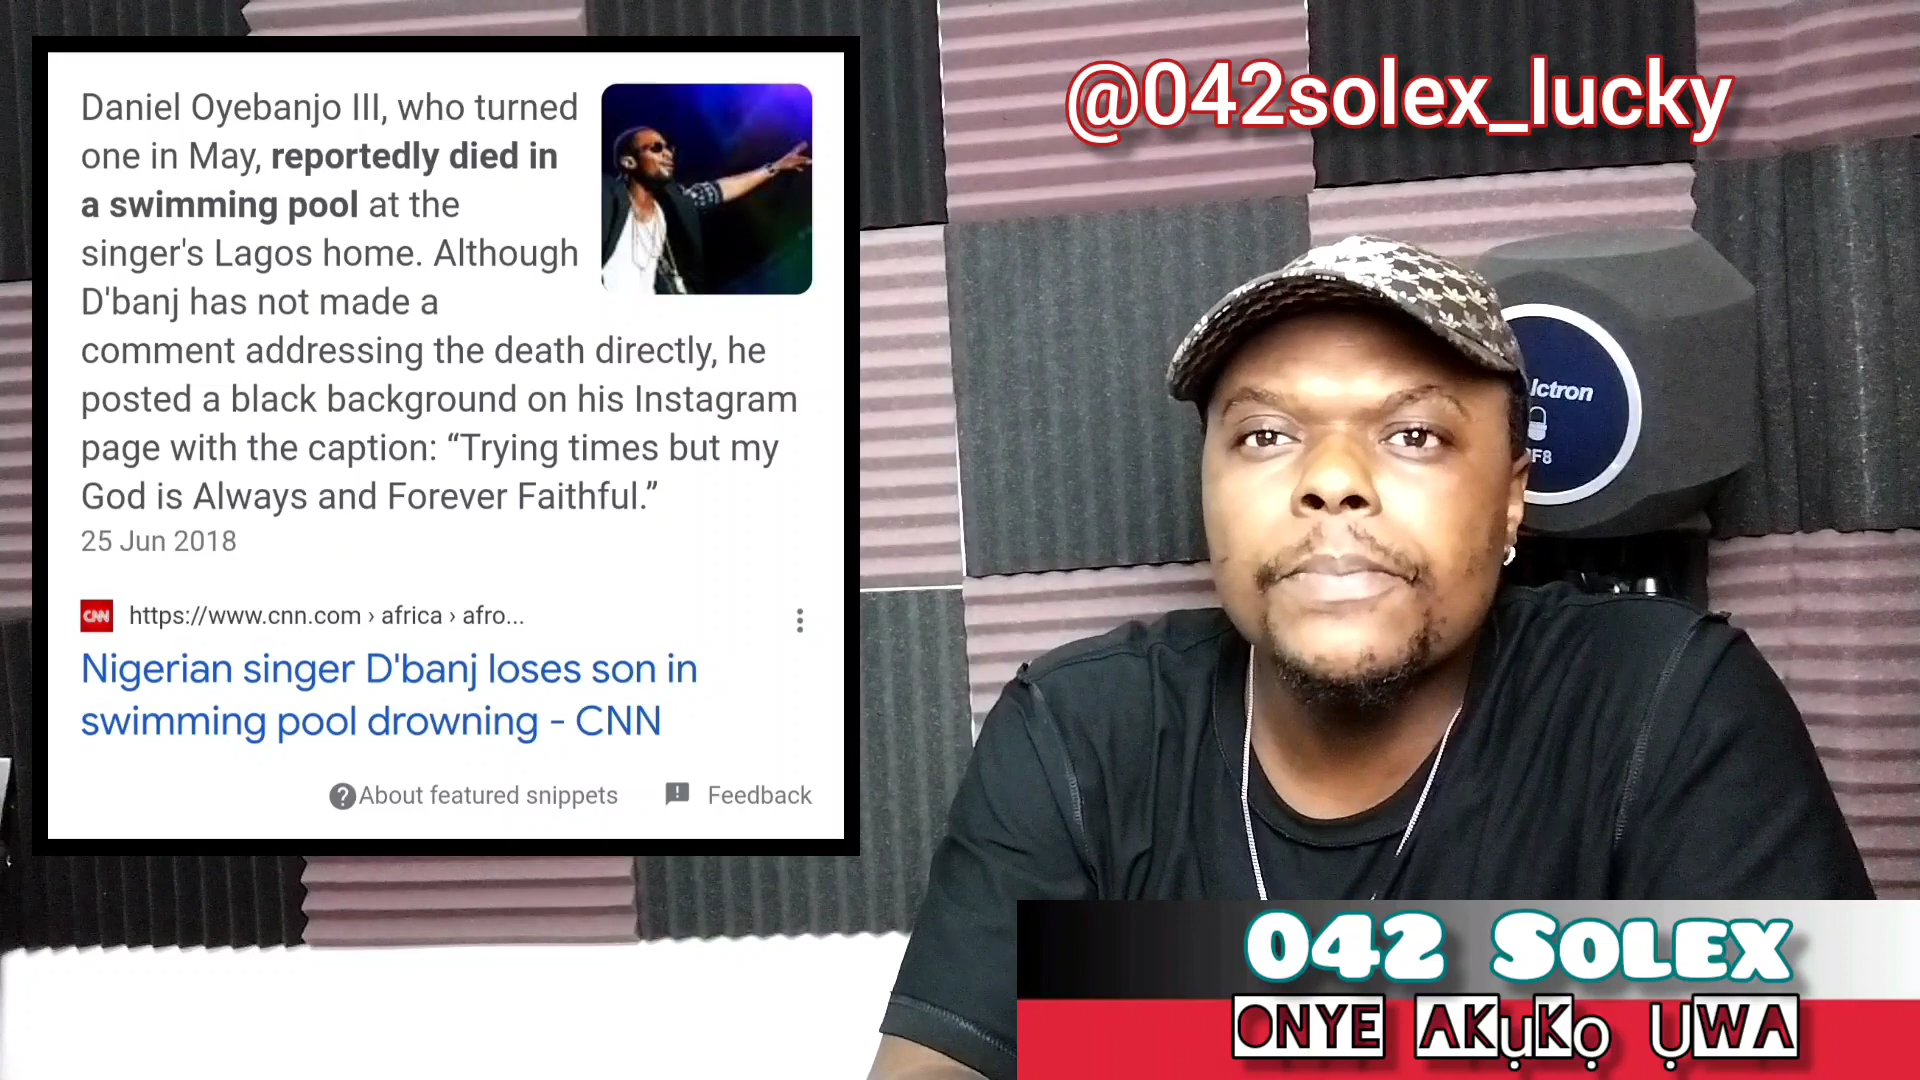 Daniel Oyebanjo III, who turned
one in May, reportedly died in
a swimming pool at the
singer's Lagos home. Although
D'banj has not made a
comment addressing the death directly, he
posted a black background on his Instagram
page with the caption: “Trying times but my
God is Always and Forever Faithful.”
25 Jun 2018
CNN
https://www.cnn.com › africa › afro...
Nigerian singer D'banj loses son in
swimming pool drowning - CNN
About featured snippets
Feedback
@042solex_lucky
042 SOLEX
ONYE AKụKọ ỤWA